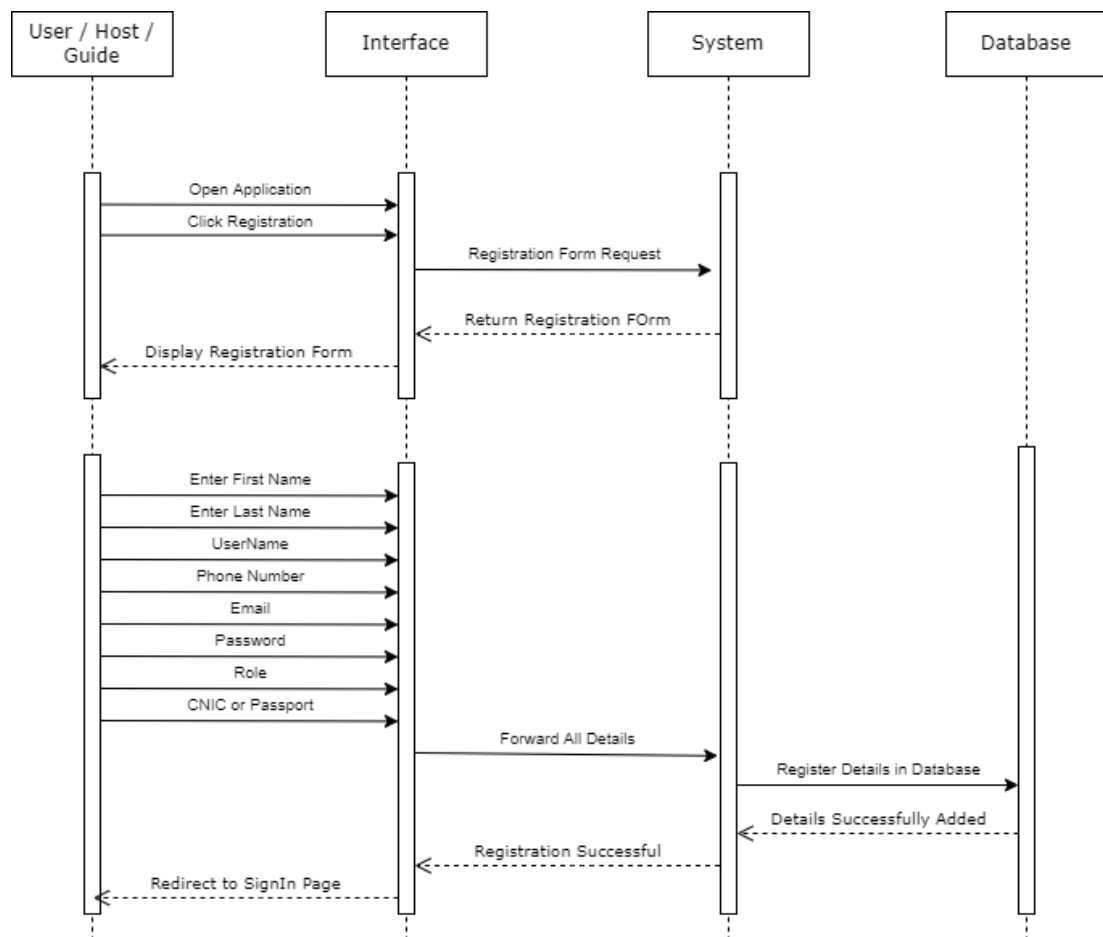 User / Host /
Guide
Interface
System
Database
Open Application
Click Registration
Registration Form Request
Return Registration FOrm
Display Registration Form
Enter First Name
Enter Last Name
UserName
Phone Number
Email
Password
Role
CNIC or Passport
Forward All Details
Register Details in Database
Details Successfully Added
Registration Successful
Redirect to SignIn Page